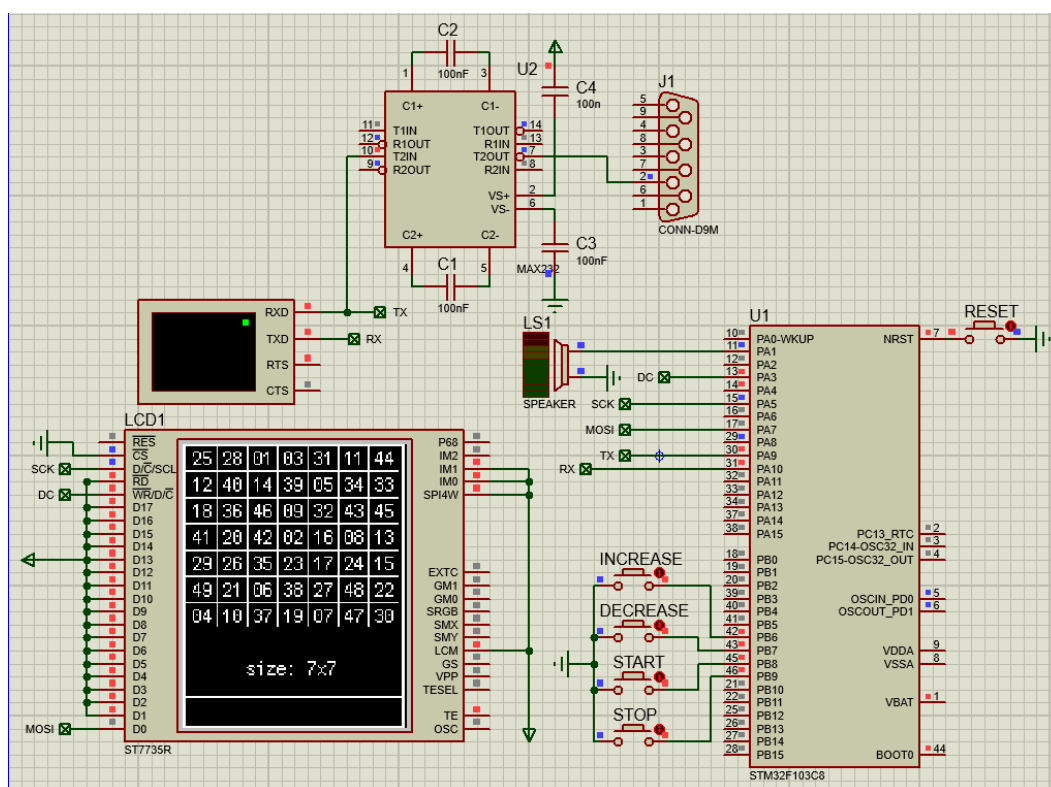 C2
1
100nF
3
U2
C1+
C1-
11 T1IN
12 R1OUT
10 T2IN
9 R2OUT
T1OUT 14
R1IN 13
T2OUT 7
R2IN 8
VS+ 2
VS- 6
C2+
C2-
4
C1
5
100nF
MAX232
C4
100n
C3
100nF
J1
5
9
4
8
3
7
2
6
1
CONN-D9M
RXD
TX
TXD
RX
RTS
CTS
LS1
SPEAKER
DC
SCK
MOSI
TX
RX
U1
10 PA0-WKUP
11 PA1
12 PA2
13 PA3
14 PA4
15 PA5
16 PA6
17 PA7
29 PA8
30 PA9
31 PA10
32 PA11
33 PA12
34 PA13
37 PA14
38 PA15
18 PB0
19 PB1
20 PB2
39 PB3
40 PB4
41 PB5
42 PB6
43 PB7
45 PB8
46 PB9
21 PB10
22 PB11
25 PB12
26 PB13
27 PB14
28 PB15
NRST 7
RESET
PC13_RTC 2
PC14-OSC32_IN 3
PC15-OSC32_OUT 4
OSCIN_PD0 5
OSCOUT_PD1 6
VDDA 9
VSSA 8
VBAT 1
BOOT0 44
STM32F103C8
INCREASE
DECREASE
START
STOP
LCD1
RES
CS
SCK D/C/SCL
RD
DC WR/D/C
D17
D16
D15
D14
D13
D12
D11
D10
D9
D8
D7
D6
D5
D4
D3
D2
D1
MOSI D0
ST7735R
25 28 01 03 31 11 44
12 40 14 39 05 34 33
18 36 46 09 32 43 45
41 20 42 02 16 08 13
29 26 35 23 17 24 15
49 21 06 38 27 48 22
04 10 37 19 07 47 30
size: 7x7
P68
IM2
IM1
IM0
SPI4W
EXTC
GM1
GM0
SRGB
SMX
SMY
LCM
GS
VPP
TESEL
TE
OSC